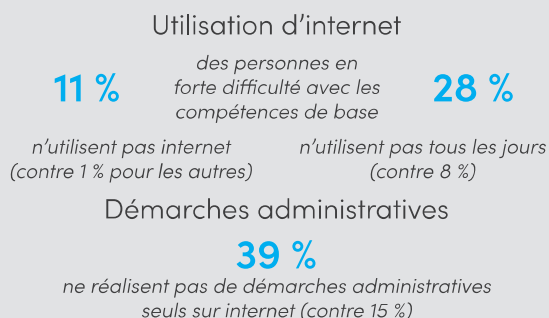 Utilisation d’internet
11 %
des personnes en
forte difficulté avec les
compétences de base
28 %
n’utilisent pas internet
(contre 1 % pour les autres)
n’utilisent pas tous les jours
(contre 8 %)
Démarches administratives
39 %
ne réalisent pas de démarches administratives
seuls sur internet (contre 15 %)